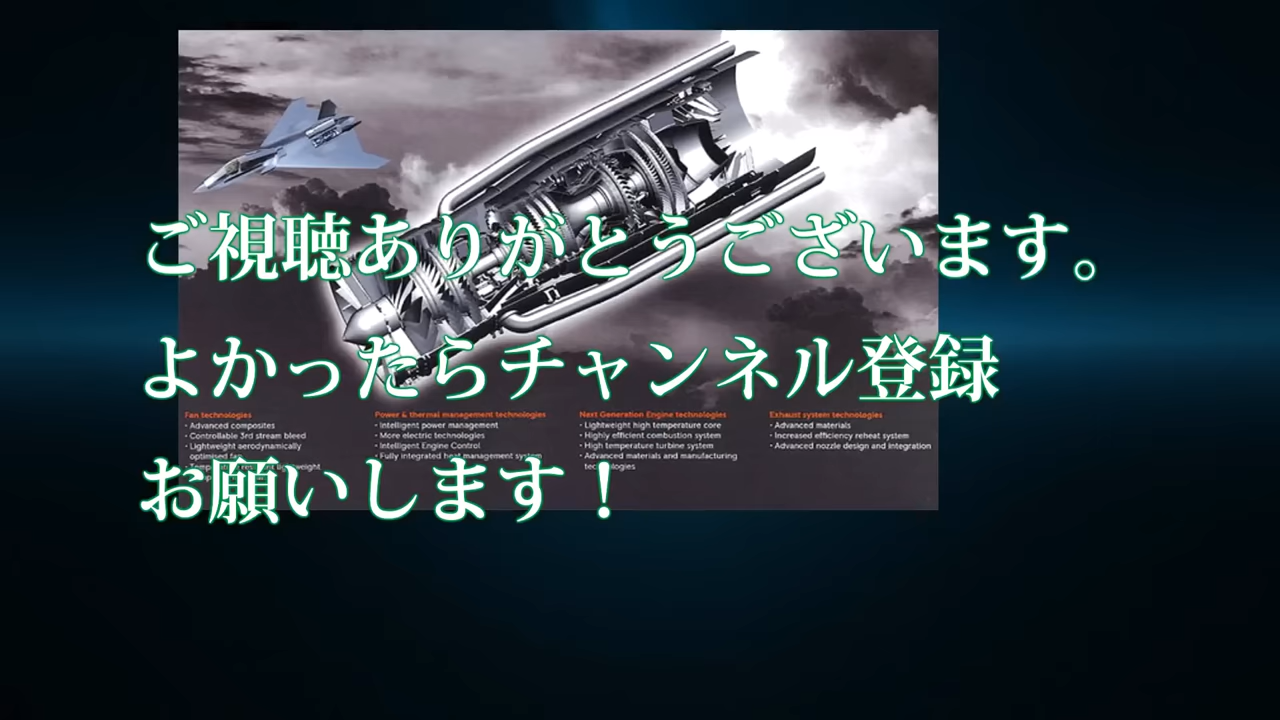 ご視聴ありがとうございます。
よかったらチャンネル登録
お願いします！
Fan technologies
· Advanced composites
· Controllable 3rd stream bleed
· Lightweight aerodynamically
optimised fan
lightweight
Power & thermal management technologies
· Intelligent power management
· More electric technologies
· Intelligent Engine Control
· Fully integrated heat management system
Next Generation Engine technologies
· Lightweight high temperature core
· Highly efficient combustion system
· High temperature turbine system
· Advanced materials and manufacturing
technologies
Exhaust system technologies
· Advanced materials
· Increased efficiency reheat system
· Advanced nozzle design and integration